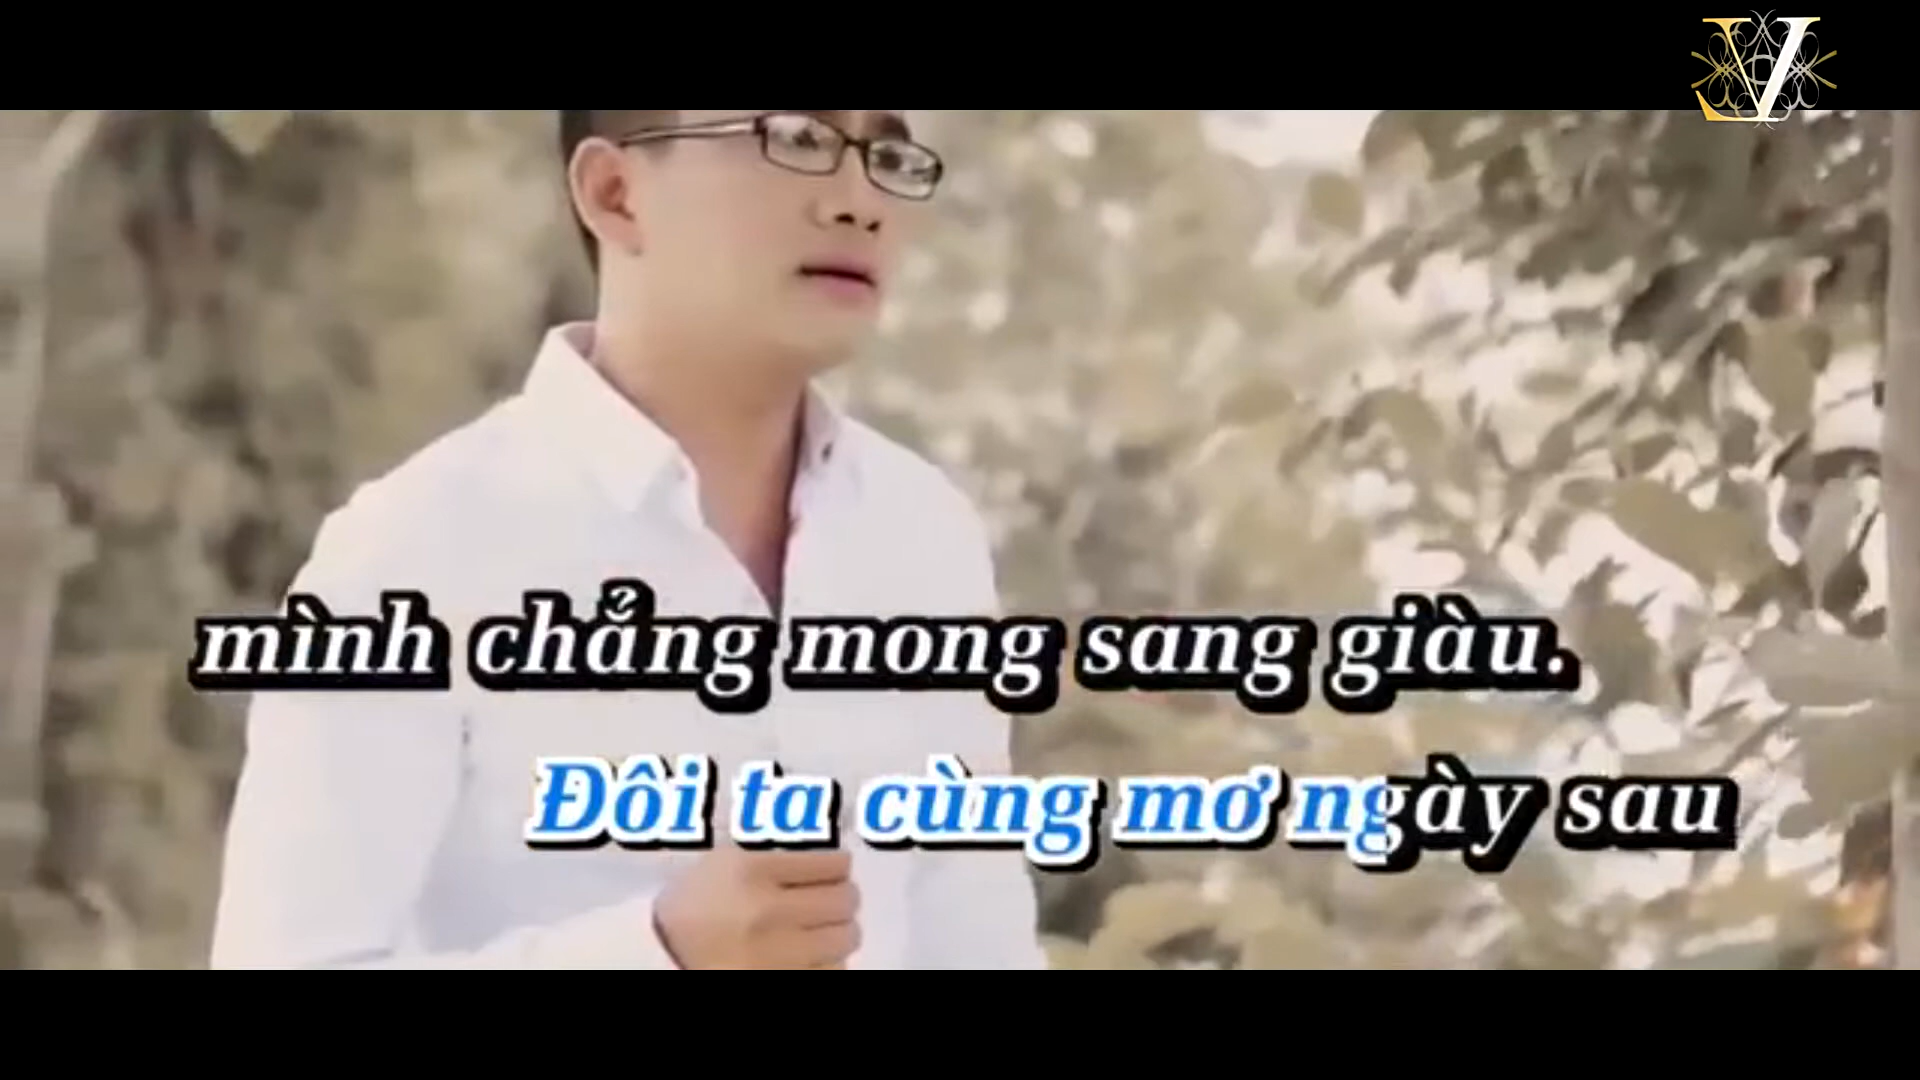 mình chẳng mong sang giàu.
Đôi ta cùng mơ ngày sau